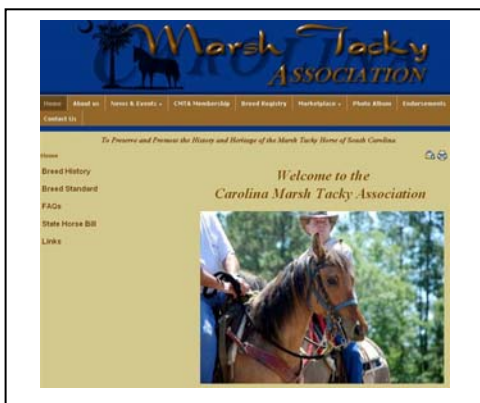 CAROLINA
Marsh Tacky
ASSOCIATION
Home About us News & Events CMTA Membership Breed Registry Marketplace Photo Album Endorsements
Contact Us
To Preserve and Promote the History and Heritage of the Marsh Tacky Horse of South Carolina.
Home
Breed History
Breed Standard
FAQs
State Horse Bill
Links
Welcome to the
Carolina Marsh Tacky Association